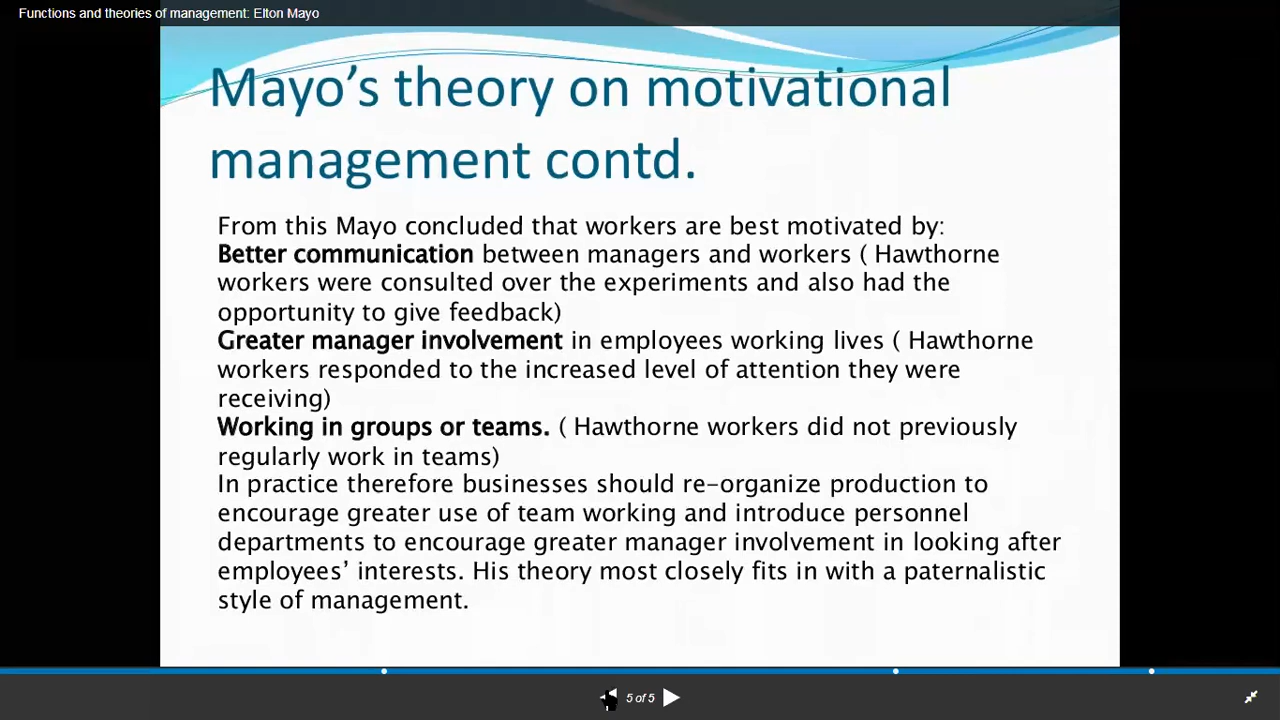 Functions and theories of management: Elton Mayo
Mayo's theory on motivational
management contd.
From this Mayo concluded that workers are best motivated by:
Better communication between managers and workers ( Hawthorne
workers were consulted over the experiments and also had the
opportunity to give feedback)
Greater manager involvement in employees working lives ( Hawthorne
workers responded to the increased level of attention they were
receiving)
Working in groups or teams. ( Hawthorne workers did not previously
regularly work in teams)
In practice therefore businesses should re-organize production to
encourage greater use of team working and introduce personnel
departments to encourage greater manager involvement in looking after
employees' interests. His theory most closely fits in with a paternalistic
style of management.
5 of 5